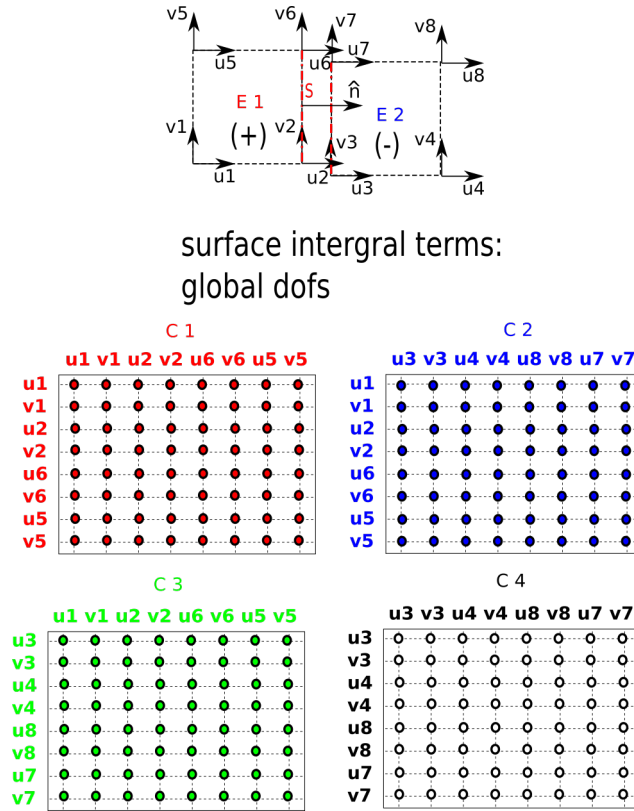 v5 v6 v7 v8
u5 u6 u7 u8
E 1 S n̂ E 2
v1 (+) v2 v3 (-) v4
u1 u2 u3 u4
surface intergral terms:
global dofs
C 1
u1 v1 u2 v2 u6 v6 u5 v5
u1
v1
u2
v2
u6
v6
u5
v5
C 2
u3 v3 u4 v4 u8 v8 u7 v7
u1
v1
u2
v2
u6
v6
u5
v5
C 3
u1 v1 u2 v2 u6 v6 u5 v5
u3
v3
u4
v4
u8
v8
u7
v7
C 4
u3 v3 u4 v4 u8 v8 u7 v7
u3
v3
u4
v4
u8
v8
u7
v7